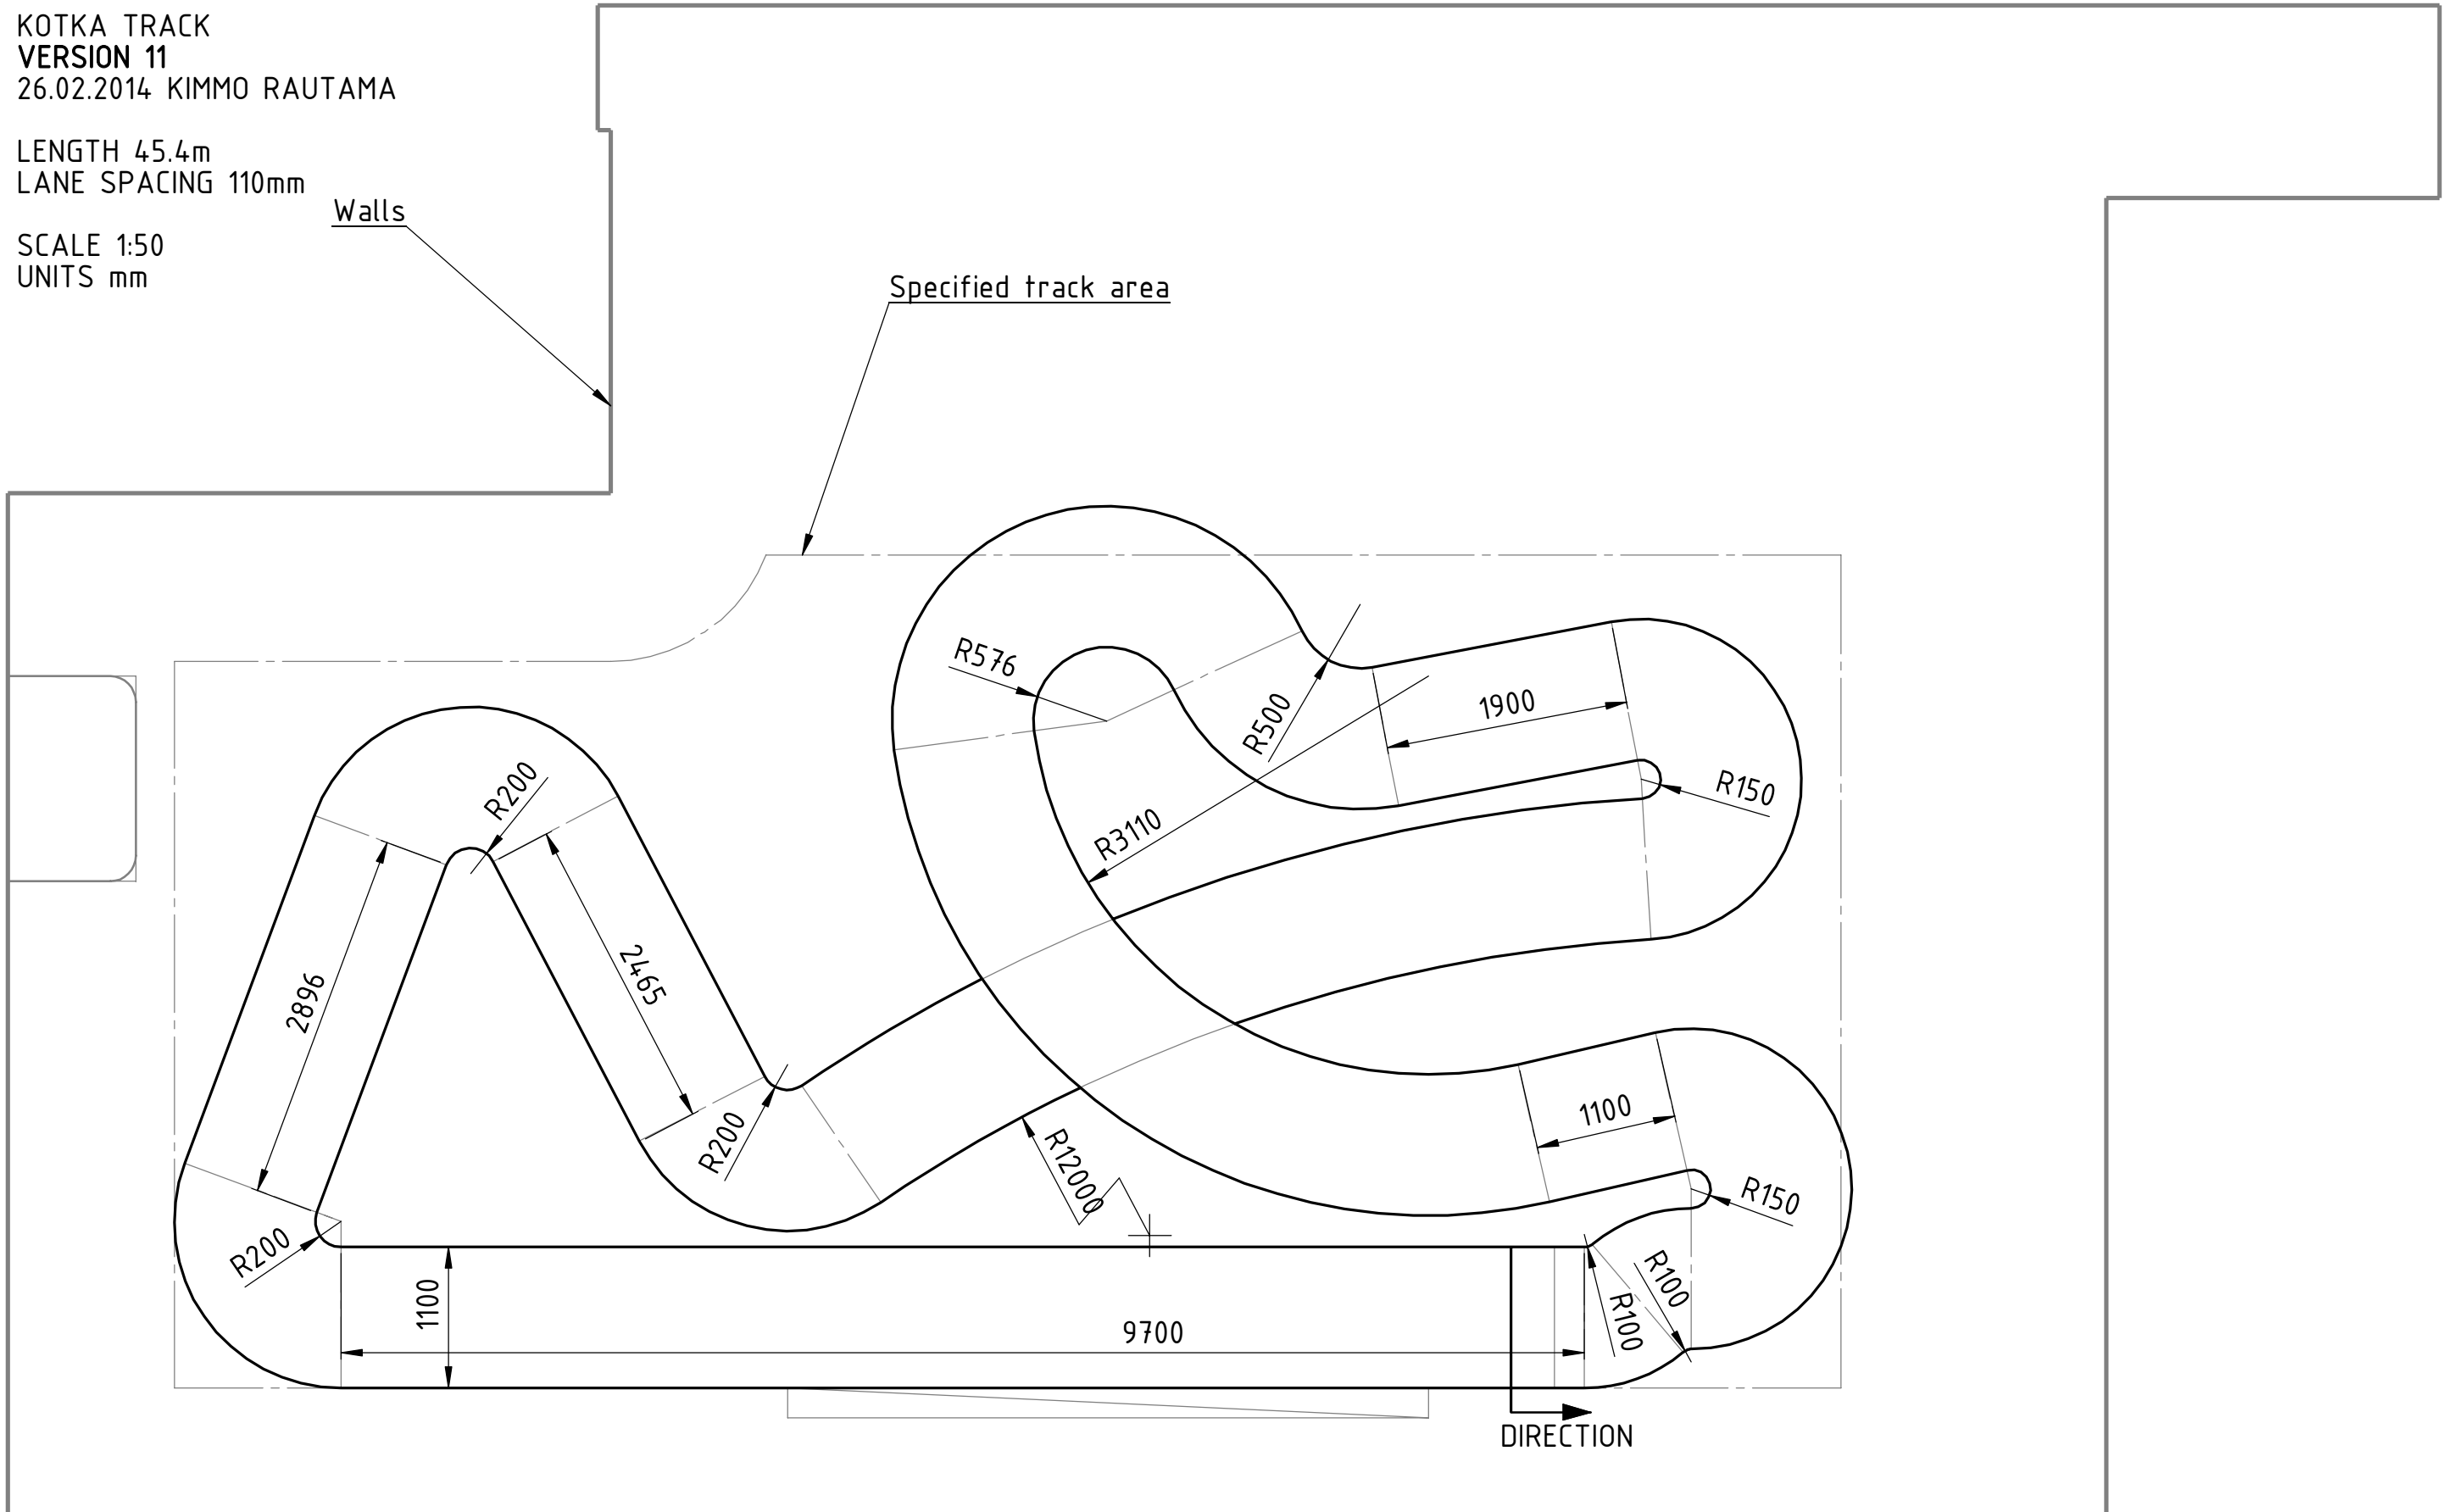 KOTKA TRACK
VERSION 11
26.02.2014 KIMMO RAUTAMA
LENGTH 45.4m
LANE SPACING 110mm
Walls
SCALE 1:50
UNITS mm
Specified track area
R576
R500
1900
R150
R200
R3110
2465
2896
R200
R12000
1100
R150
R200
R100
R100
1100
9700
DIRECTION